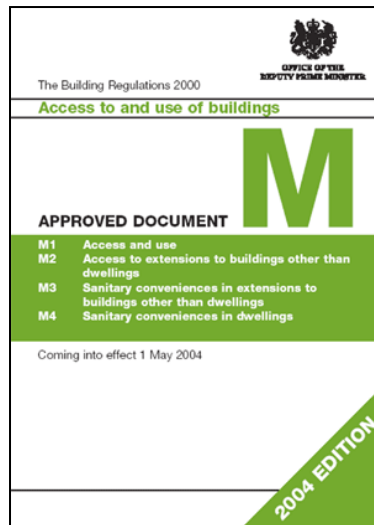 OFFICE OF THE
DEPUTY PRIME MINISTER
The Building Regulations 2000
Access to and use of buildings
M
APPROVED DOCUMENT
M1 Access and use
M2 Access to extensions to buildings other than
dwellings
M3 Sanitary conveniences in extensions to
buildings other than dwellings
M4 Sanitary conveniences in dwellings
Coming into effect 1 May 2004
2004 EDITION